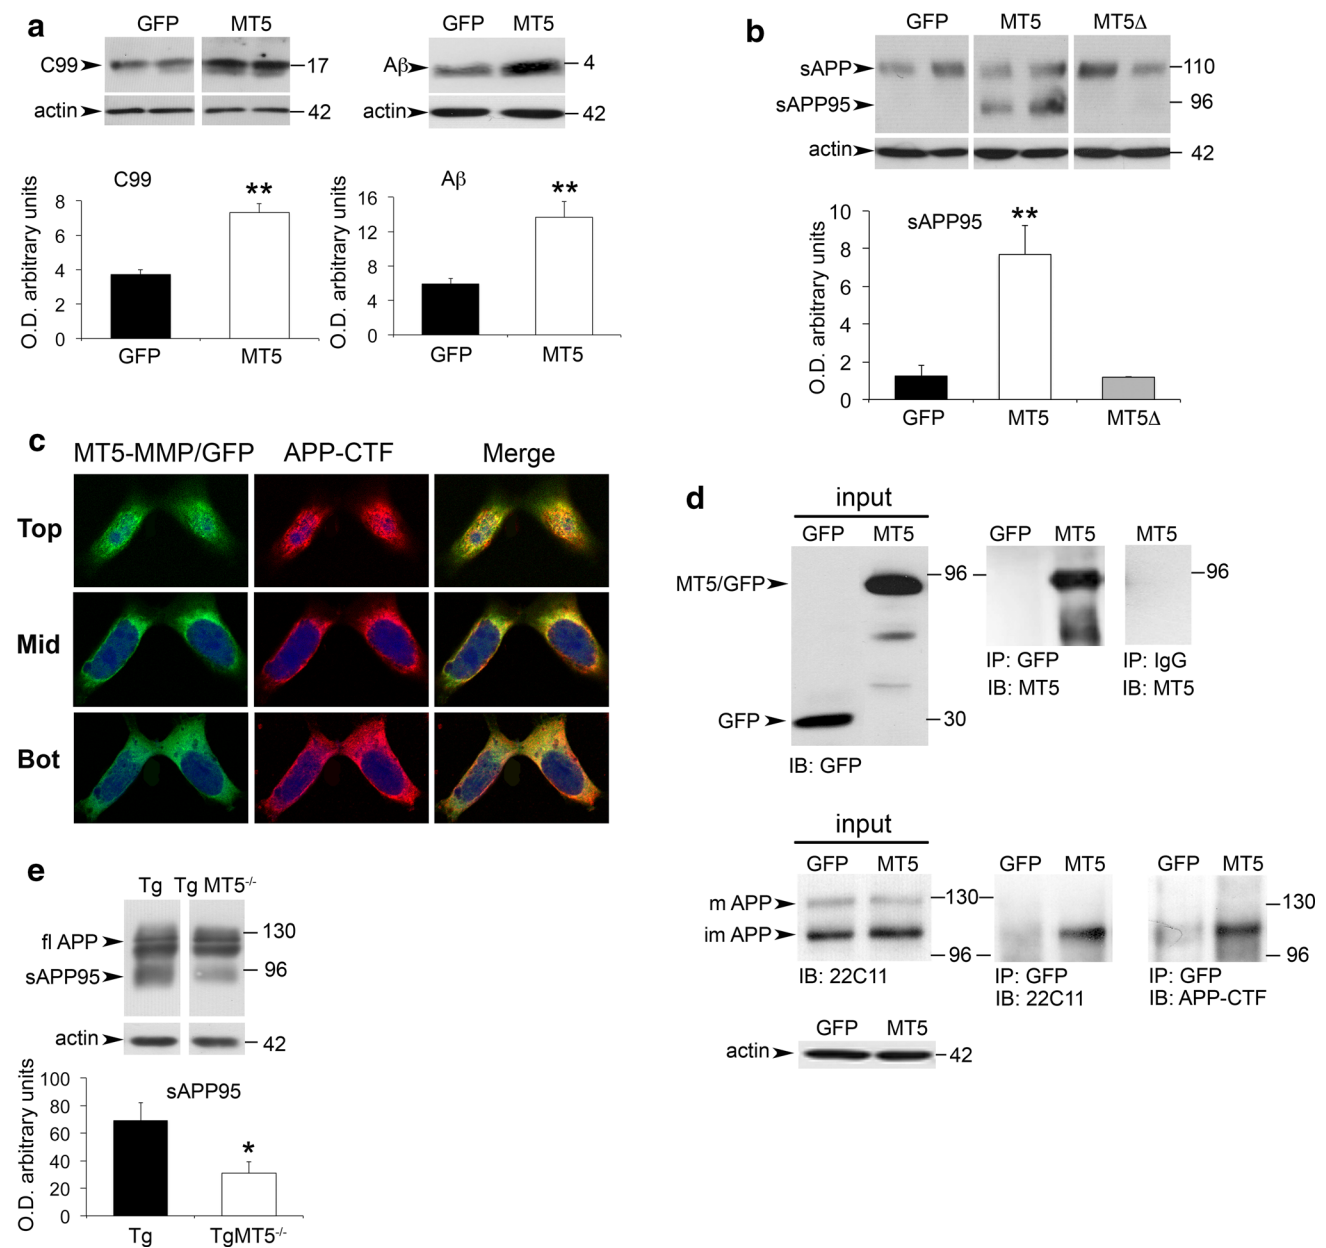 a
GFP MT5
C99 17
actin 42
GFP MT5
Aβ 4
actin 42
C99
**
O.D. arbitrary units
8
6
4
2
0
GFP MT5
Aβ
**
O.D. arbitrary units
16
12
8
4
0
GFP MT5
b
GFP MT5 MT5Δ
sAPP 110
sAPP95 96
actin 42
sAPP95
**
O.D. arbitrary units
10
8
6
4
2
0
GFP MT5 MT5Δ
c
MT5-MMP/GFP APP-CTF Merge
Top
Mid
Bot
d
input
GFP MT5
MT5/GFP 96
GFP 30
IB: GFP
GFP MT5
IP: GFP
IB: MT5
MT5
96
IP: IgG
IB: MT5
input
GFP MT5
m APP 130
im APP
96
IB: 22C11
GFP MT5
IP: GFP
IB: 22C11
GFP MT5
130
96
IP: GFP
IB: APP-CTF
GFP MT5
actin 42
e
Tg Tg MT5-/-
fl APP 130
sAPP95 96
actin 42
sAPP95
*
O.D. arbitrary units
100
80
60
40
20
0
Tg TgMT5-/-